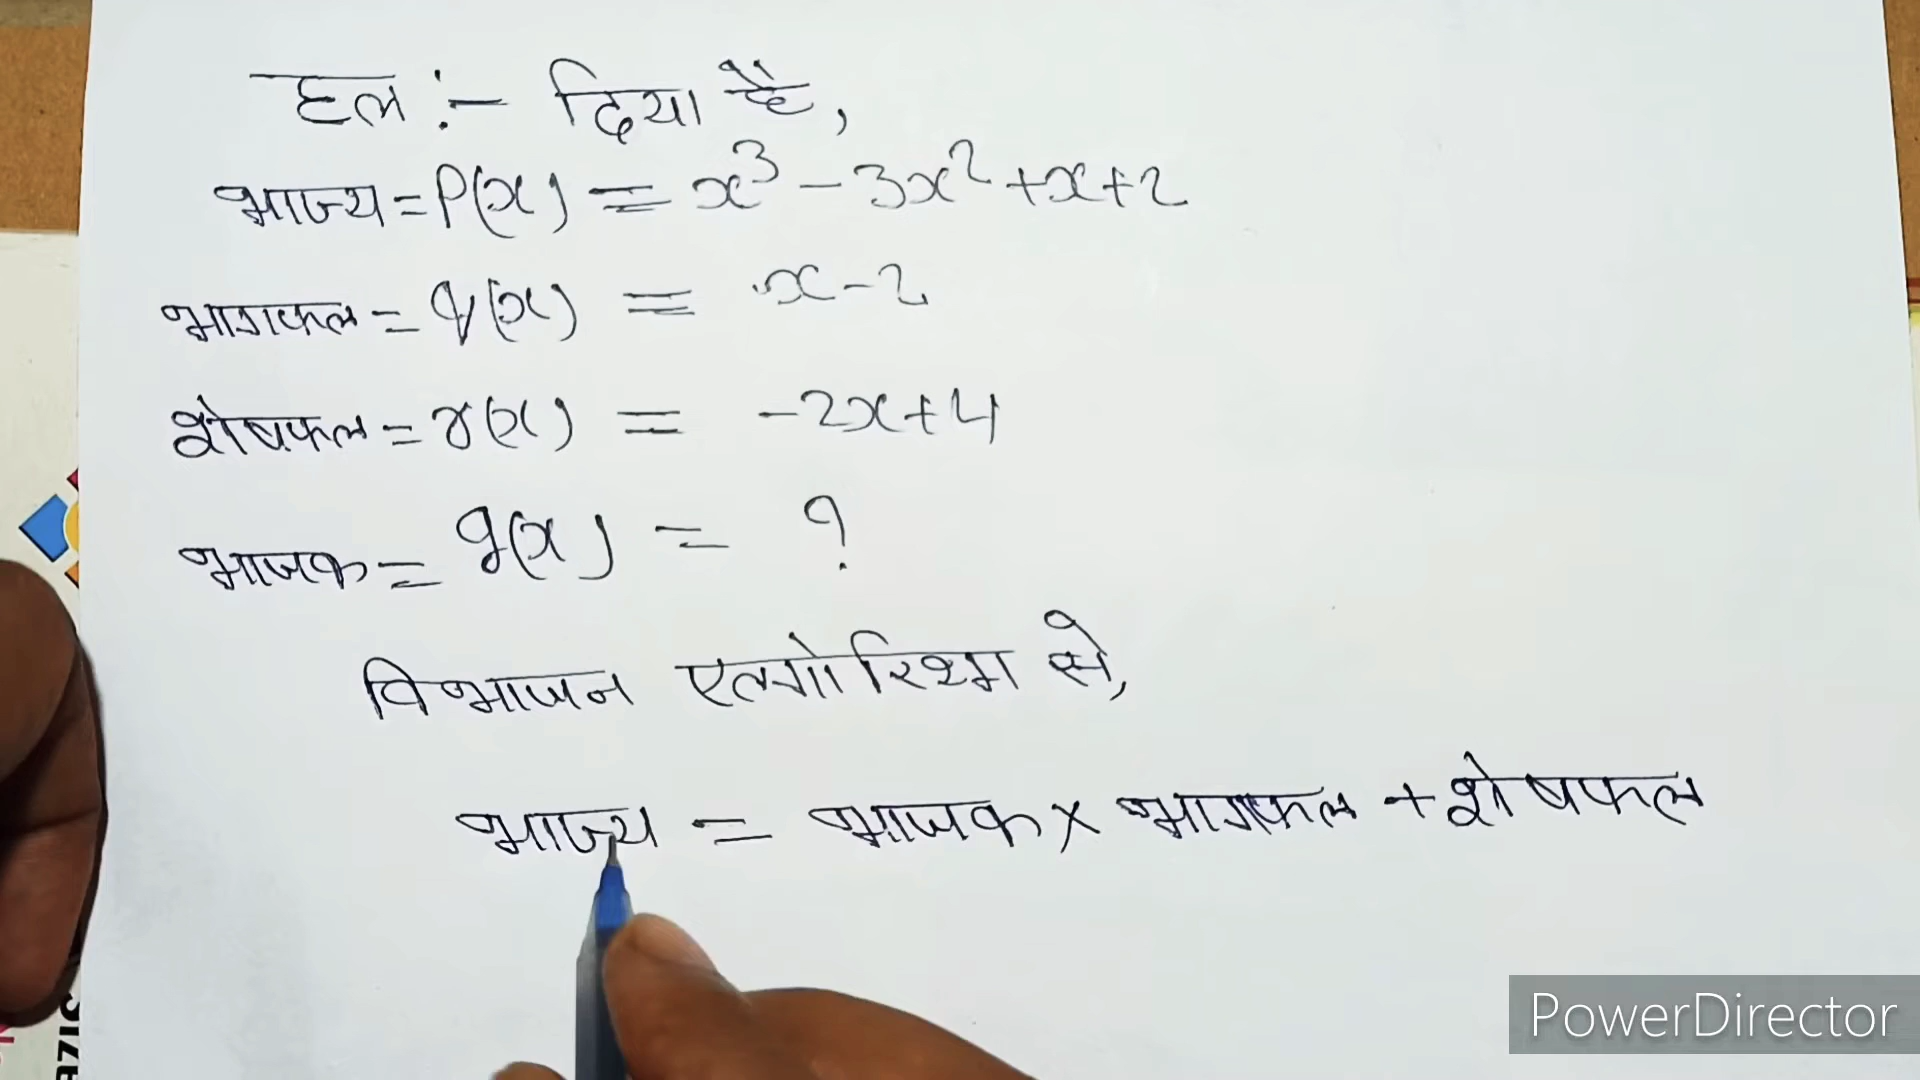 हल :- दिया है,
भाज्य = P(x) = x³ - 3x² + x + 2
भागफल = q(x) = x - 2
शेषफल = r(x) = -2x + 4
भाजक = g(x) = ?
विभाजन एल्गोरिथ्म से,
भाज्य = भाजक × भागफल + शेषफल
PowerDirector